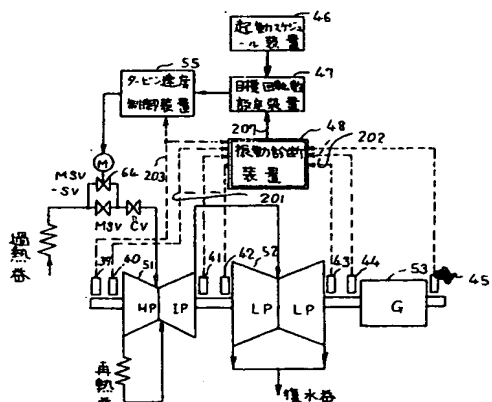 46
起動スケジュ
ール装置
55
47
タービン速度
制御装置
目標回転数
設定装置
207
48
202
振動診断
装置
M
64
MSV
-SV
203
201
MSV
CV
過熱器
39
40
51
41
42
52
43
44
53
45
HP
IP
LP
LP
G
再熱器
復水器